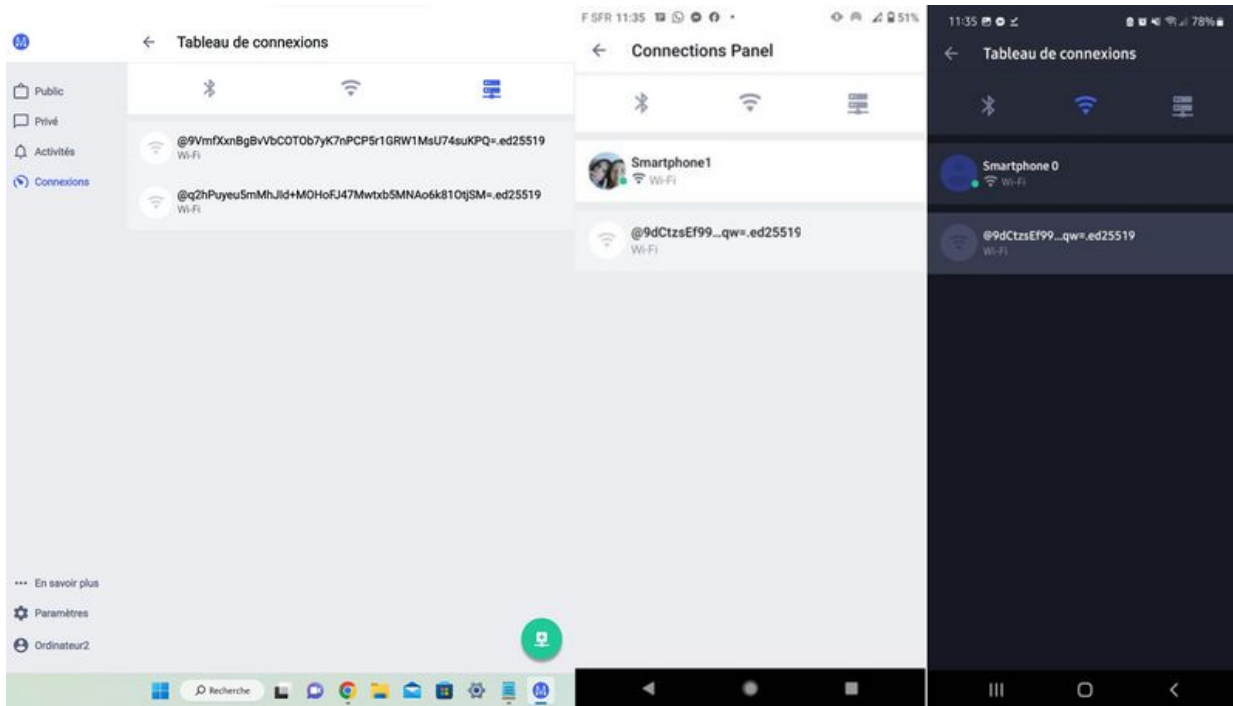 Tableau de connexions
Public
Privé
Activités
Connexions
@9VmfXxnBgBvVbCOTOb7yK7nPCP5r1GRW1MsU74suKPQ=.ed25519
Wi-Fi
@q2hPuyeu5mMhJId+MOHoFJ47Mwtxb5MNAo6k81OtjSM=.ed25519
Wi-Fi
... En savoir plus
Paramètres
Ordinateur2
Recherche
F SFR 11:35
51%
Connections Panel
Smartphone1
Wi-Fi
@9dCtzsEf99...qw=.ed25519
Wi-Fi
11:35
78%
Tableau de connexions
Smartphone 0
Wi-Fi
@9dCtzsEf99...qw=.ed25519
Wi-Fi